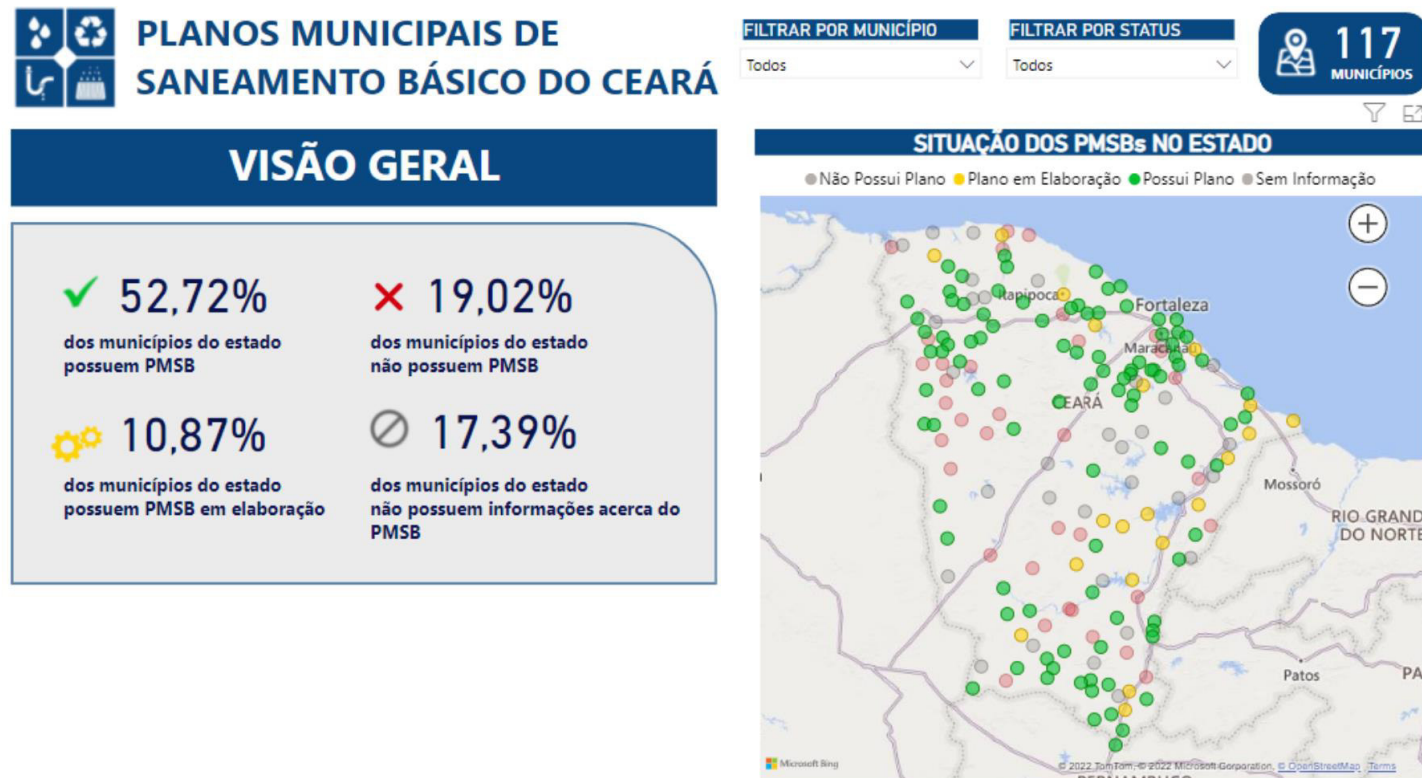 PLANOS MUNICIPAIS DE
SANEAMENTO BÁSICO DO CEARÁ
FILTRAR POR MUNICÍPIO
Todos
FILTRAR POR STATUS
Todos
117
MUNICÍPIOS
VISÃO GERAL
52,72%
dos municípios do estado
possuem PMSB
19,02%
dos municípios do estado
não possuem PMSB
10,87%
dos municípios do estado
possuem PMSB em elaboração
17,39%
dos municípios do estado
não possuem informações acerca do
PMSB
SITUAÇÃO DOS PMSBs NO ESTADO
Não Possui Plano Plano em Elaboração Possui Plano Sem Informação
Itapipoca
Fortaleza
CEARÁ
Mossoró
RIO GRAND
DO NORTE
Patos
PA
Microsoft Bing
© 2022 TomTom, © 2022 Microsoft Corporation, © OpenStreetMap Terms